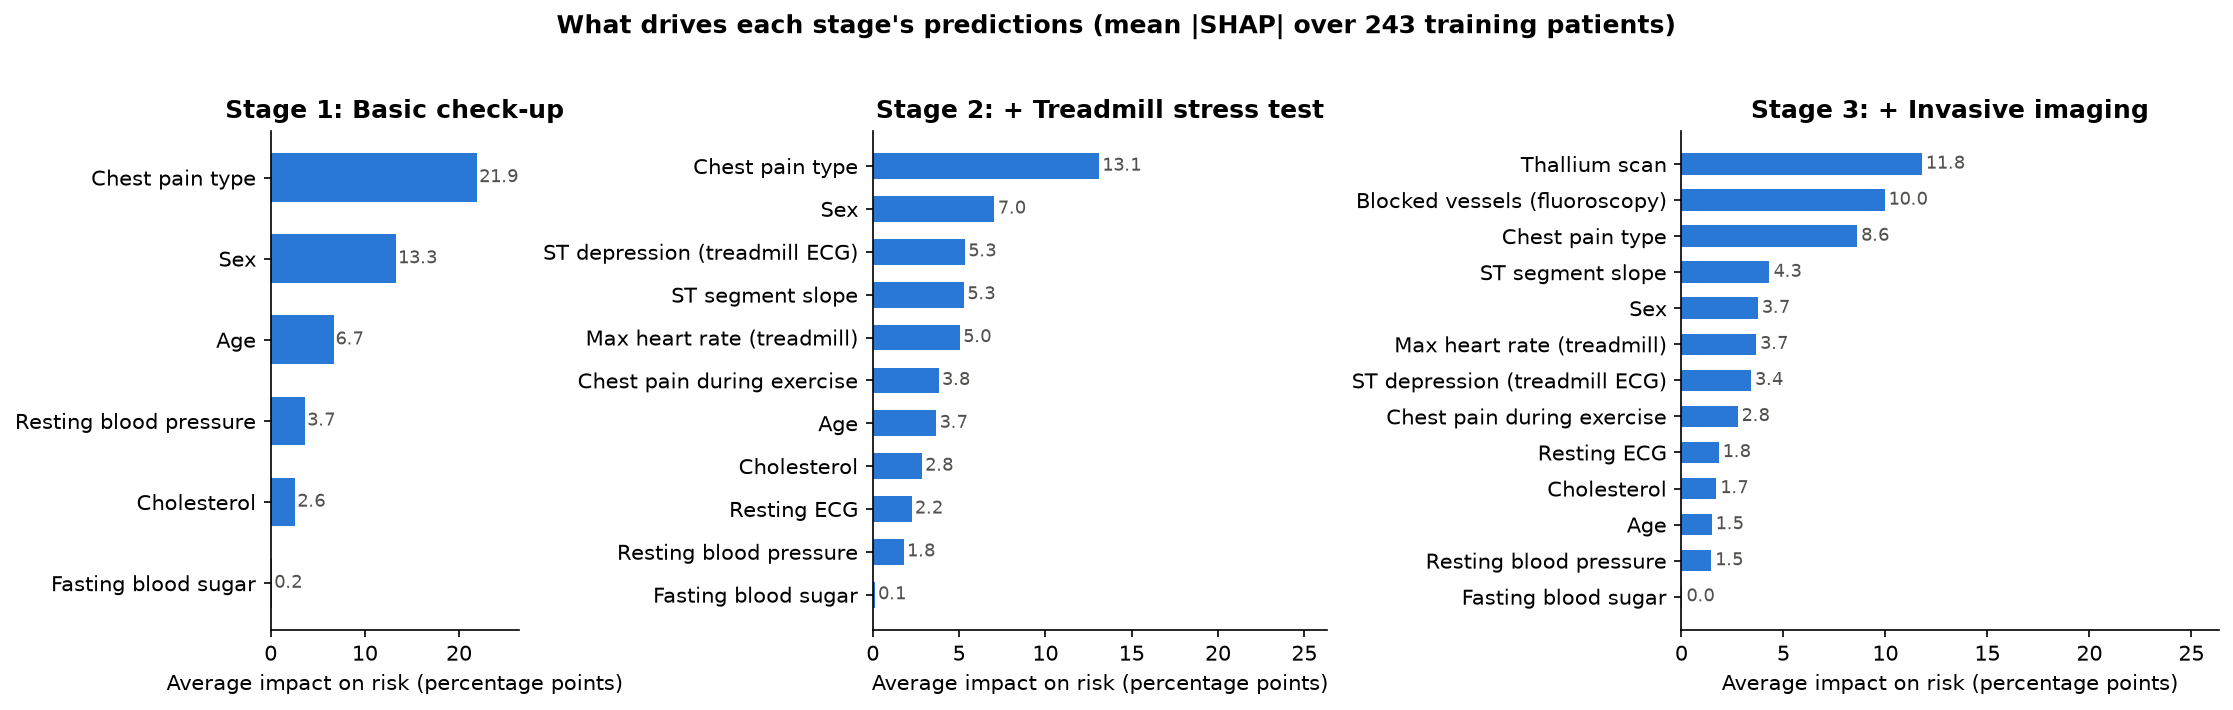 What drives each stage's predictions (mean |SHAP| over 243 training patients)
Stage 1: Basic check-up
Chest pain type 21.9
Sex 13.3
Age 6.7
Resting blood pressure 3.7
Cholesterol 2.6
Fasting blood sugar 0.2
0 10 20
Average impact on risk (percentage points)
Stage 2: + Treadmill stress test
Chest pain type 13.1
Sex 7.0
ST depression (treadmill ECG) 5.3
ST segment slope 5.3
Max heart rate (treadmill) 5.0
Chest pain during exercise 3.8
Age 3.7
Cholesterol 2.8
Resting ECG 2.2
Resting blood pressure 1.8
Fasting blood sugar 0.1
0 5 10 15 20 25
Average impact on risk (percentage points)
Stage 3: + Invasive imaging
Thallium scan 11.8
Blocked vessels (fluoroscopy) 10.0
Chest pain type 8.6
ST segment slope 4.3
Sex 3.7
Max heart rate (treadmill) 3.7
ST depression (treadmill ECG) 3.4
Chest pain during exercise 2.8
Resting ECG 1.8
Cholesterol 1.7
Age 1.5
Resting blood pressure 1.5
Fasting blood sugar 0.0
0 5 10 15 20 25
Average impact on risk (percentage points)